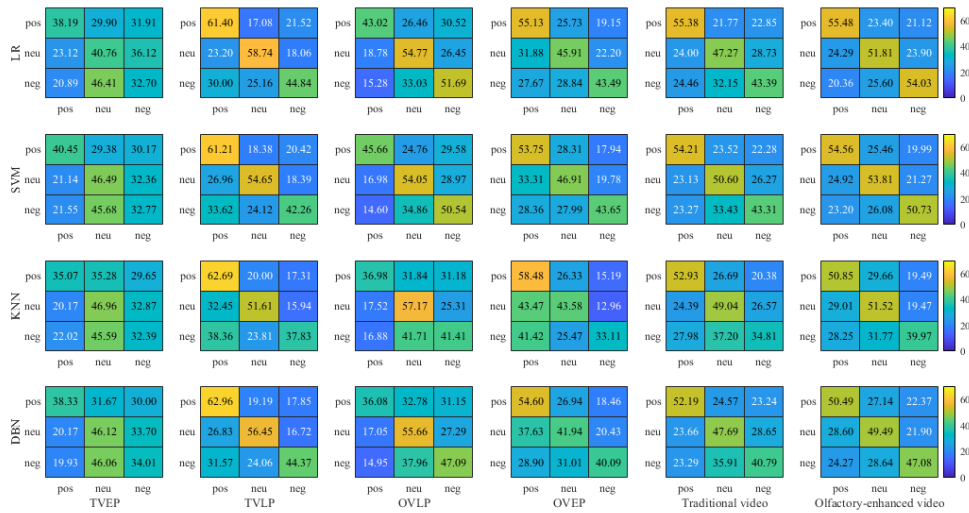 pos 38.19 29.90 31.91 pos 61.40 17.08 21.52 pos 43.02 26.46 30.52 pos 55.13 25.73 19.15 pos 55.38 21.77 22.85 pos 55.48 23.40 21.12 60
LR neu 23.12 40.76 36.12 neu 23.20 58.74 18.06 neu 18.78 54.77 26.45 neu 31.88 45.91 22.20 neu 24.00 47.27 28.73 neu 24.29 51.81 23.90 40
20
neg 20.89 46.41 32.70 neg 30.00 25.16 44.84 neg 15.28 33.03 51.69 neg 27.67 28.84 43.49 neg 24.46 32.15 43.39 neg 20.36 25.60 54.03
0
pos neu neg pos neu neg pos neu neg pos neu neg pos neu neg pos neu neg
pos 40.45 29.38 30.17 pos 61.21 18.38 20.42 pos 45.66 24.76 29.58 pos 53.75 28.31 17.94 pos 54.21 23.52 22.28 pos 54.56 25.46 19.99 60
SVM neu 21.14 46.49 32.36 neu 26.96 54.65 18.39 neu 16.98 54.05 28.97 neu 33.31 46.91 19.78 neu 23.13 50.60 26.27 neu 24.92 53.81 21.27 40
20
neg 21.55 45.68 32.77 neg 33.62 24.12 42.26 neg 14.60 34.86 50.54 neg 28.36 27.99 43.65 neg 23.27 33.43 43.31 neg 23.20 26.08 50.73
0
pos neu neg pos neu neg pos neu neg pos neu neg pos neu neg pos neu neg
pos 35.07 35.28 29.65 pos 62.69 20.00 17.31 pos 36.98 31.84 31.18 pos 58.48 26.33 15.19 pos 52.93 26.69 20.38 pos 50.85 29.66 19.49 60
KNN neu 20.17 46.96 32.87 neu 32.45 51.61 15.94 neu 17.52 57.17 25.31 neu 43.47 43.58 12.96 neu 24.39 49.04 26.57 neu 29.01 51.52 19.47 40
20
neg 22.02 45.59 32.39 neg 38.36 23.81 37.83 neg 16.88 41.71 41.41 neg 41.42 25.47 33.11 neg 27.98 37.20 34.81 neg 28.25 31.77 39.97
0
pos neu neg pos neu neg pos neu neg pos neu neg pos neu neg pos neu neg
pos 38.33 31.67 30.00 pos 62.96 19.19 17.85 pos 36.08 32.78 31.15 pos 54.60 26.94 18.46 pos 52.19 24.57 23.24 pos 50.49 27.14 22.37 60
DBN neu 20.17 46.12 33.70 neu 26.83 56.45 16.72 neu 17.05 55.66 27.29 neu 37.63 41.94 20.43 neu 23.66 47.69 28.65 neu 28.60 49.49 21.90 40
20
neg 19.93 46.06 34.01 neg 31.57 24.06 44.37 neg 14.95 37.96 47.09 neg 28.90 31.01 40.09 neg 23.29 35.91 40.79 neg 24.27 28.64 47.08
0
pos neu neg pos neu neg pos neu neg pos neu neg pos neu neg pos neu neg
TVEP TVLP OVLP OVEP Traditional video Olfactory-enhanced video